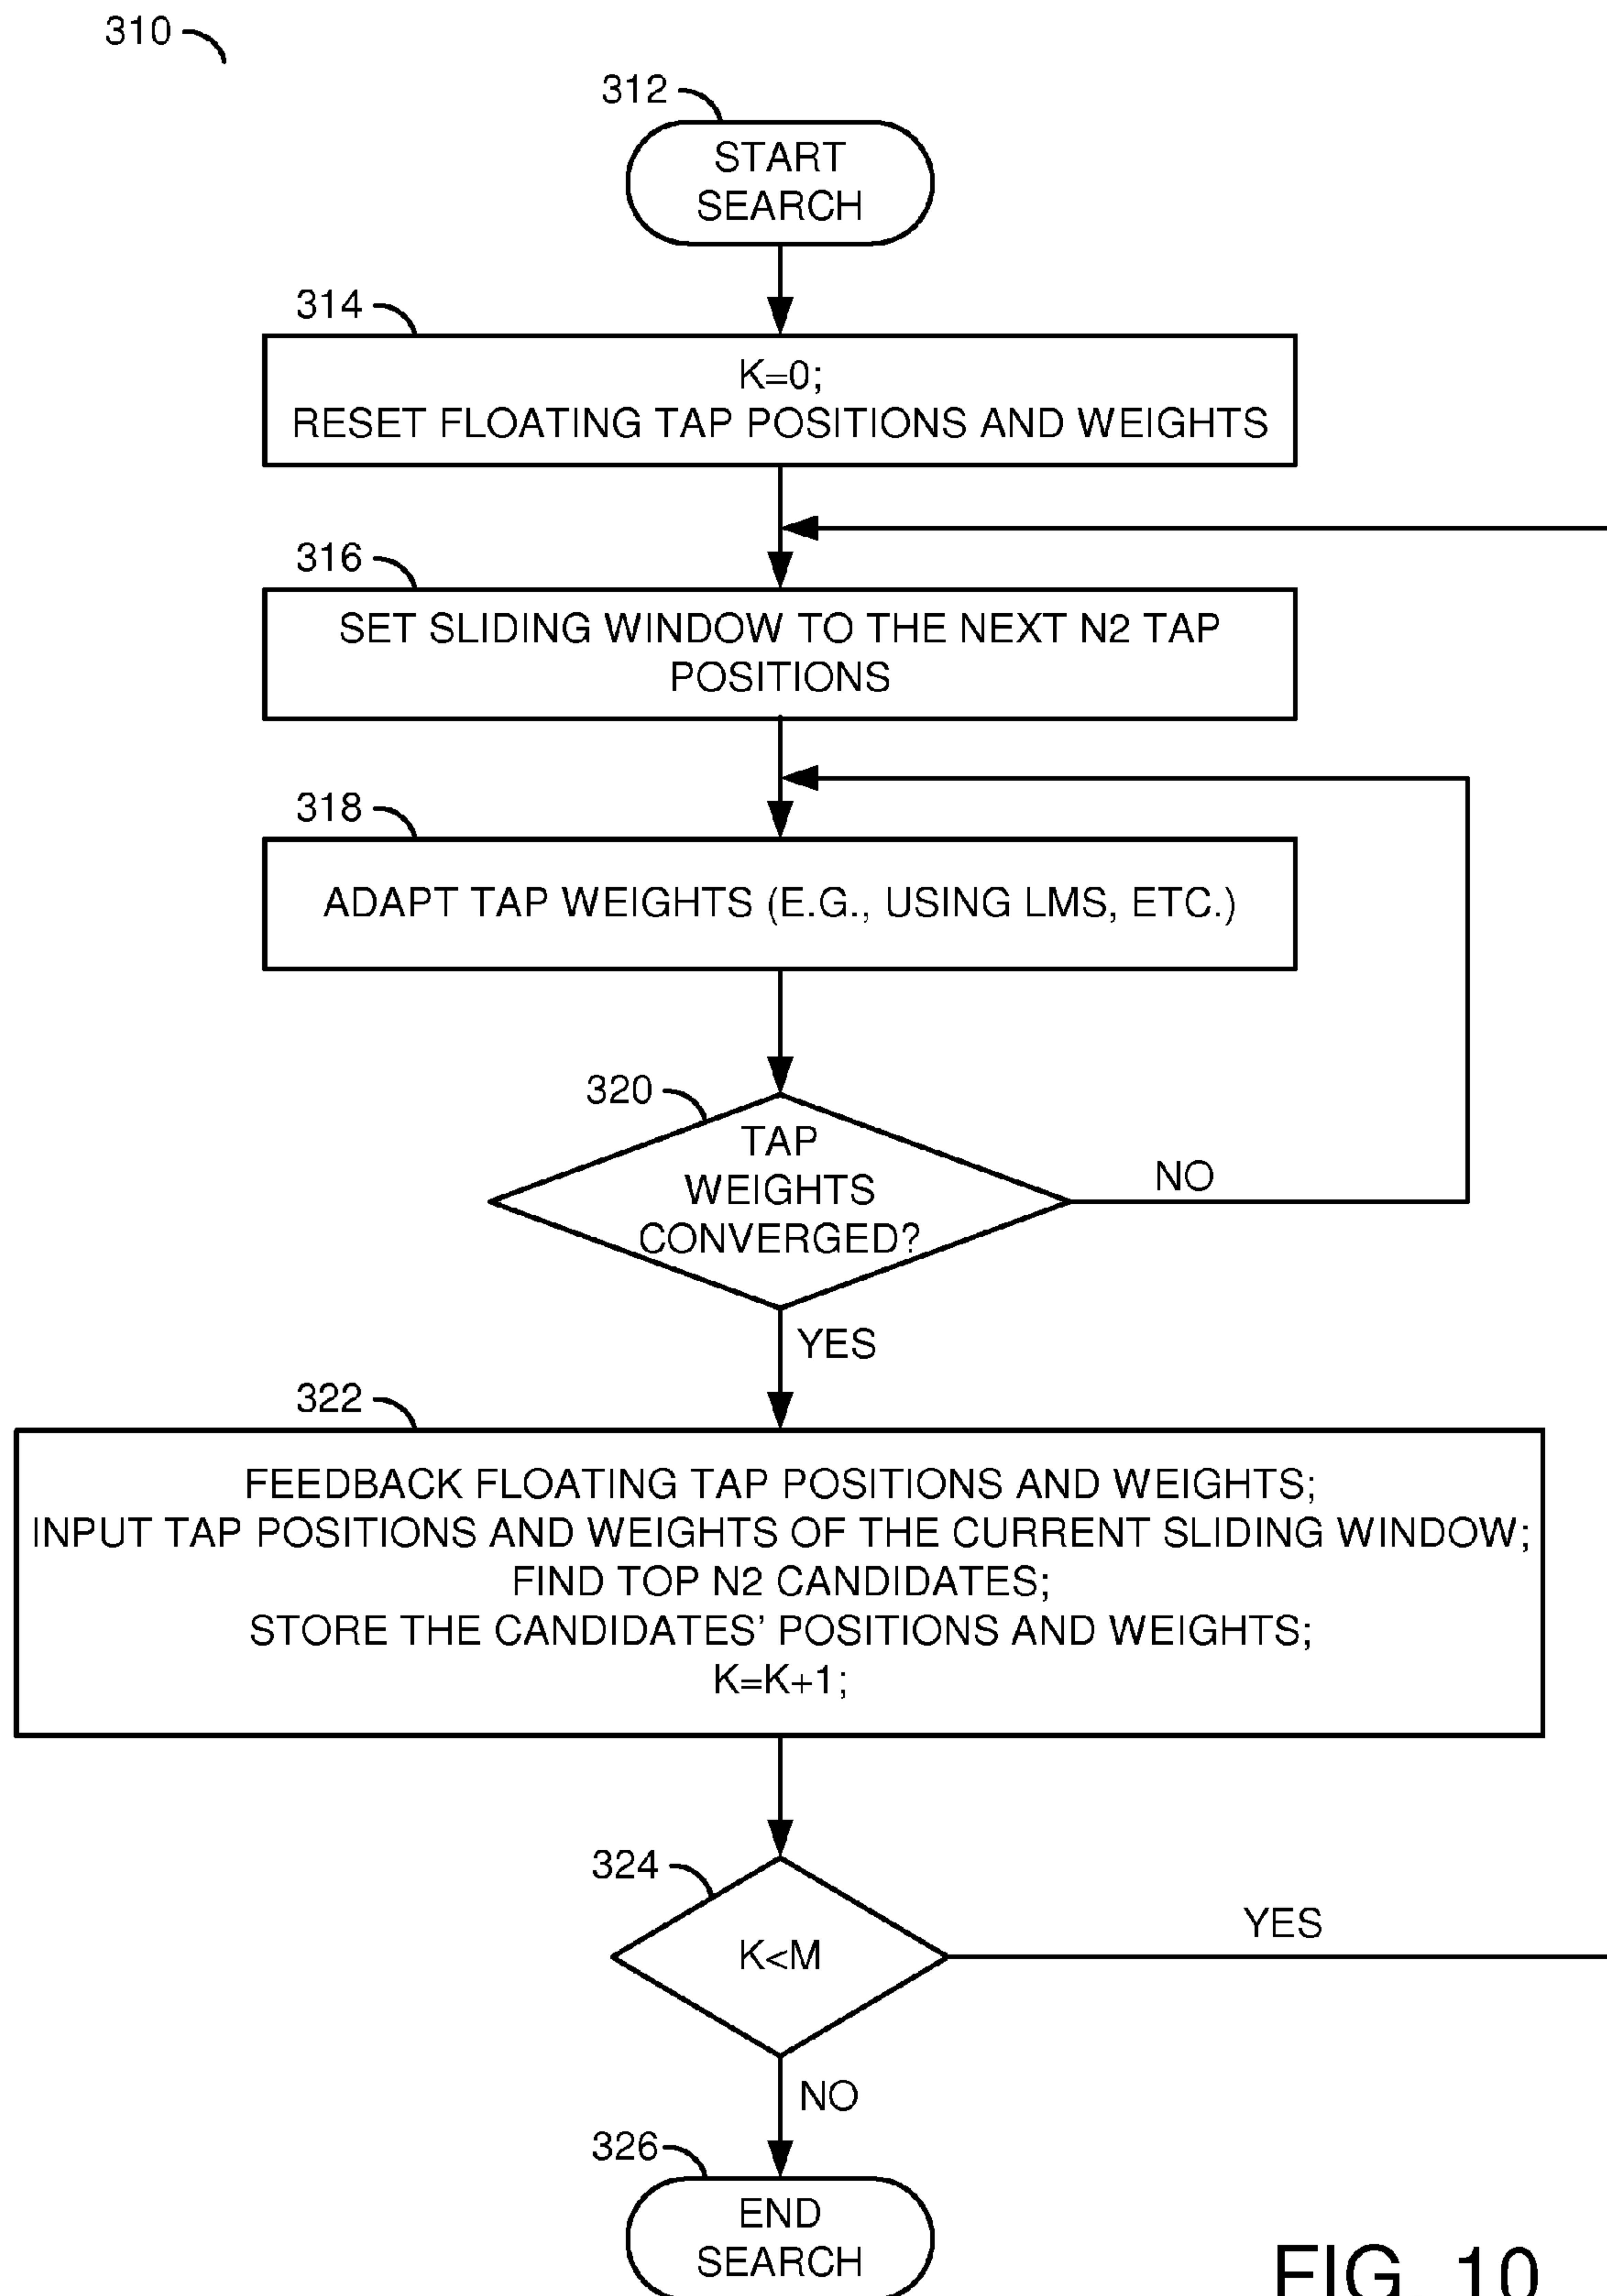 310
312
START
SEARCH
314
K=0;
RESET FLOATING TAP POSITIONS AND WEIGHTS
316
SET SLIDING WINDOW TO THE NEXT N2 TAP
POSITIONS
318
ADAPT TAP WEIGHTS (E.G., USING LMS, ETC.)
320
TAP
WEIGHTS
CONVERGED?
NO
YES
322
FEEDBACK FLOATING TAP POSITIONS AND WEIGHTS;
INPUT TAP POSITIONS AND WEIGHTS OF THE CURRENT SLIDING WINDOW;
FIND TOP N2 CANDIDATES;
STORE THE CANDIDATES' POSITIONS AND WEIGHTS;
K=K+1;
324
K<M
YES
NO
326
END
SEARCH
FIG. 10